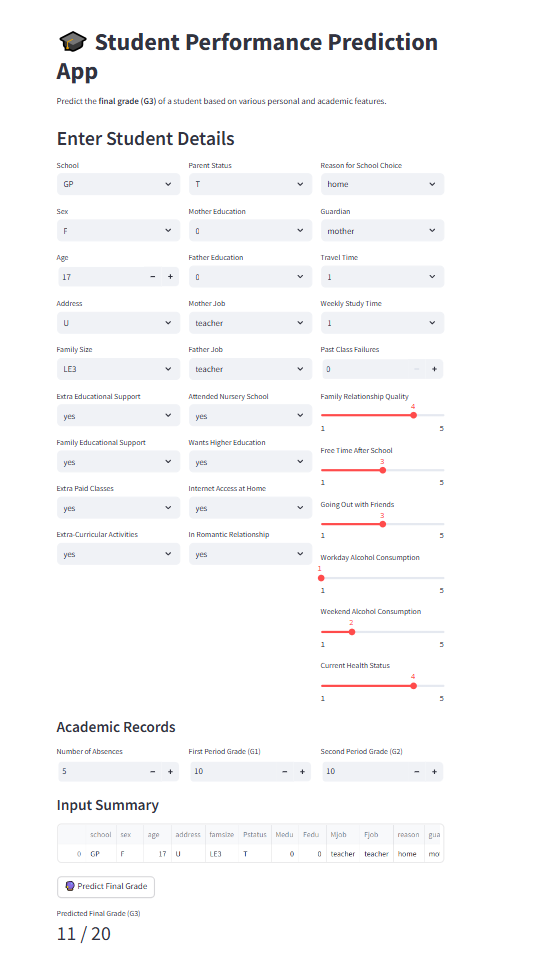 🎓 Student Performance Prediction
App
Predict the final grade (G3) of a student based on various personal and academic features.
Enter Student Details
School
GP
Sex
F
Age
17 − +
Address
U
Family Size
LE3
Extra Educational Support
yes
Family Educational Support
yes
Extra Paid Classes
yes
Extra-Curricular Activities
yes
Parent Status
T
Mother Education
0
Father Education
0
Mother Job
teacher
Father Job
teacher
Attended Nursery School
yes
Wants Higher Education
yes
Internet Access at Home
yes
In Romantic Relationship
yes
Reason for School Choice
home
Guardian
mother
Travel Time
1
Weekly Study Time
1
Past Class Failures
0 − +
Family Relationship Quality
4
1 5
Free Time After School
3
1 5
Going Out with Friends
3
1 5
Workday Alcohol Consumption
1
1 5
Weekend Alcohol Consumption
2
1 5
Current Health Status
4
1 5
Academic Records
Number of Absences
5 − +
First Period Grade (G1)
10 − +
Second Period Grade (G2)
10 − +
Input Summary
school sex age address famsize Pstatus Medu Fedu Mjob Fjob reason gua
0 GP F 17 U LE3 T 0 0 teacher teacher home mo
🔮 Predict Final Grade
Predicted Final Grade (G3)
11 / 20